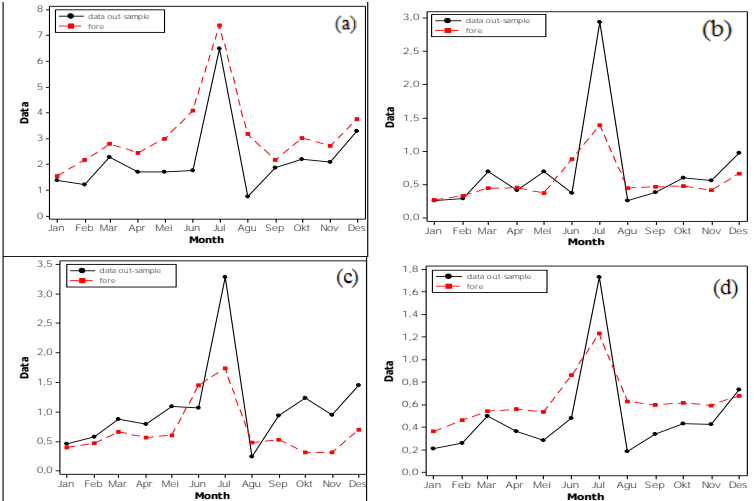 (a)
data out-sample
fore
8
7
6
5
4
3
2
1
0
Data
Jan Feb Mar Apr Mei Jun Jul Agu Sep Okt Nov Des
Month
(b)
data out-sample
fore
3,0
2,5
2,0
1,5
1,0
0,5
0,0
Data
Jan Feb Mar Apr Mei Jun Jul Agu Sep Okt Nov Des
Month
(c)
data out-sample
fore
3,5
3,0
2,5
2,0
1,5
1,0
0,5
0,0
Data
Jan Feb Mar Apr Mei Jun Jul Agu Sep Okt Nov Des
Month
(d)
data out-sample
fore
1,8
1,6
1,4
1,2
1,0
0,8
0,6
0,4
0,2
0,0
Data
Jan Feb Mar Apr Mei Jun Jul Agu Sep Okt Nov Des
Month